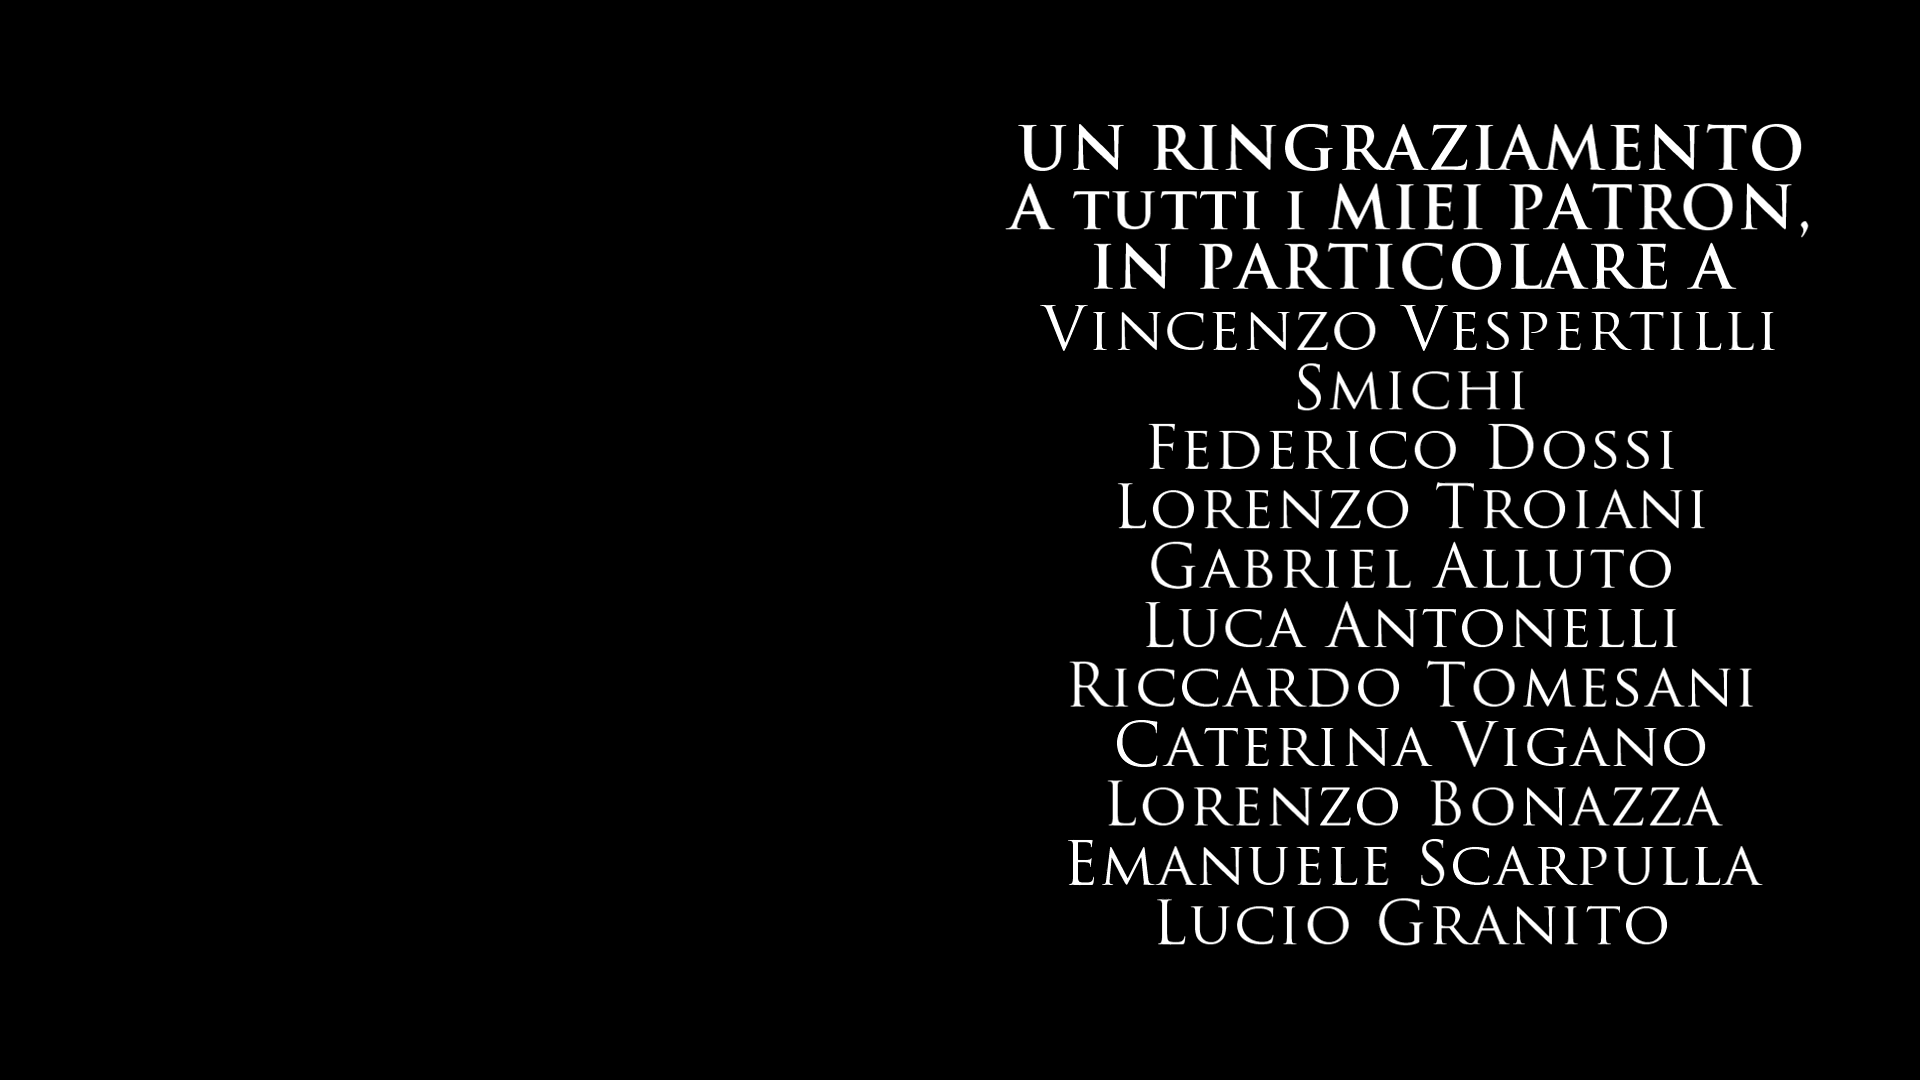 UN RINGRAZIAMENTO
A TUTTI I MIEI PATRON,
IN PARTICOLARE A
VINCENZO VESPERTILLI
SMICHI
FEDERICO DOSSI
LORENZO TROIANI
GABRIEL ALLUTO
LUCA ANTONELLI
RICCARDO TOMESANI
CATERINA VIGANO
LORENZO BONAZZA
EMANUELE SCARPULLA
LUCIO GRANITO